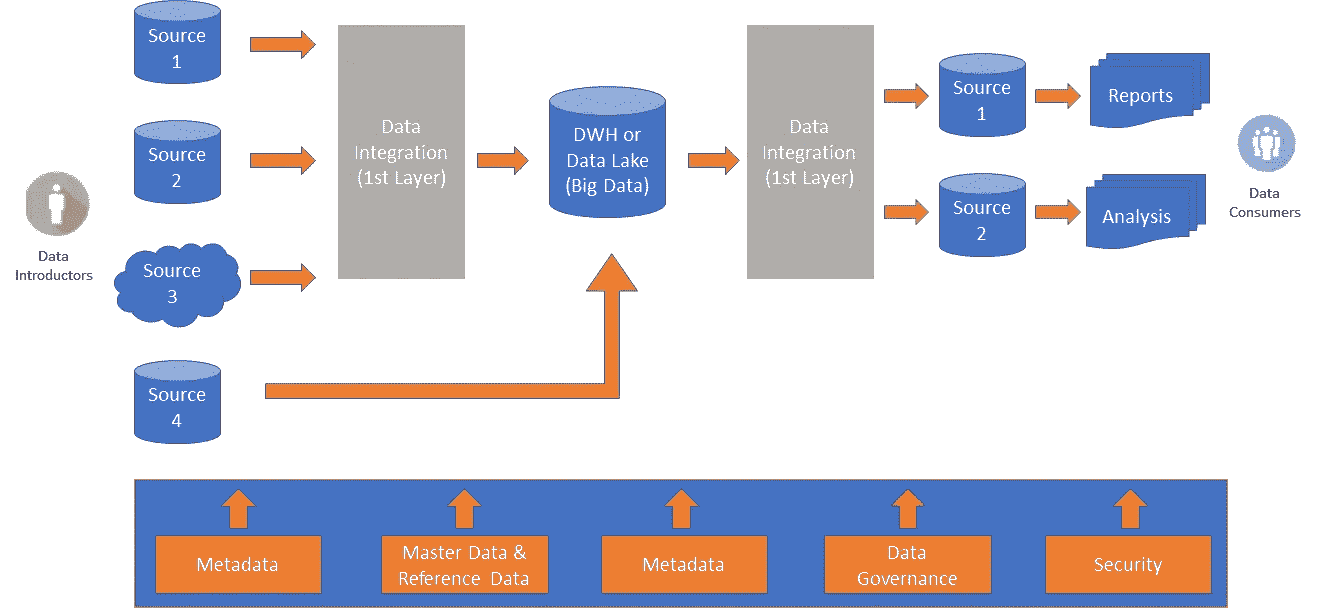 Source
1
Source
2
Source
3
Source
4
Data
Introductors
Data
Integration
(1st Layer)
DWH or
Data Lake
(Big Data)
Data
Integration
(1st Layer)
Source
1
Source
2
Reports
Analysis
Data
Consumers
Metadata
Master Data &
Reference Data
Metadata
Data
Governance
Security